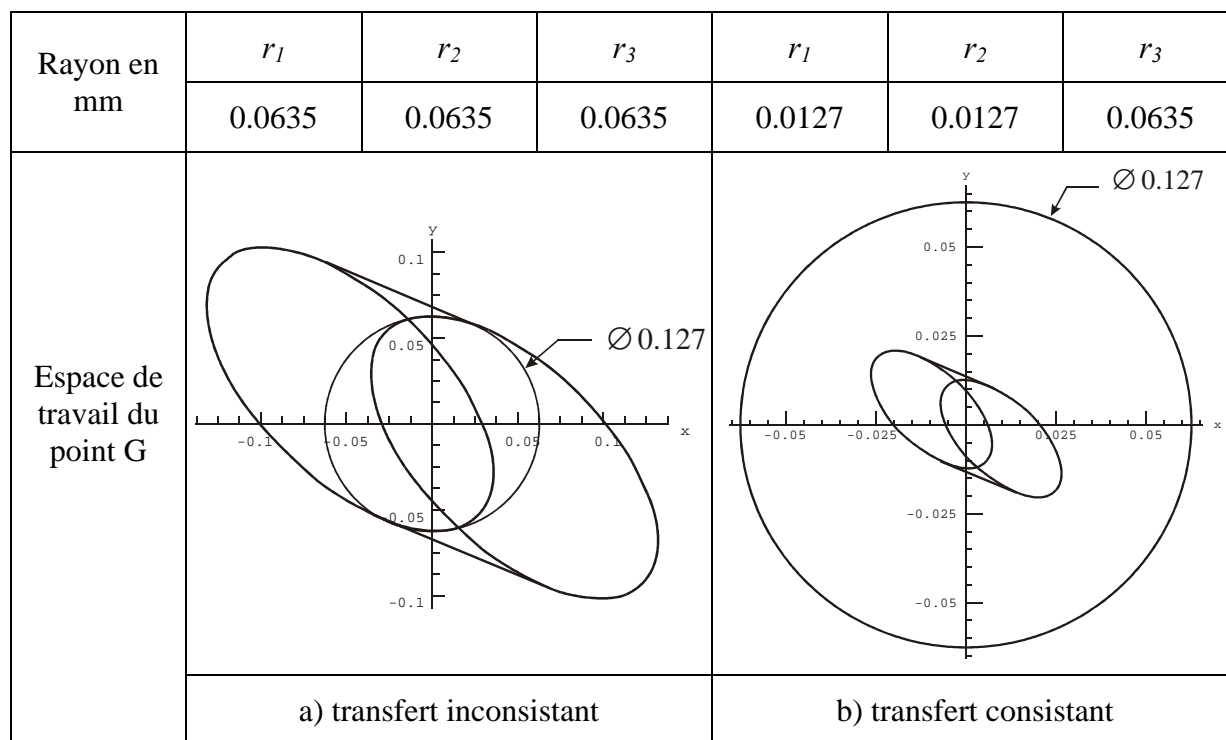 Rayon en
mm
r1 r2 r3 r1 r2 r3
0.0635 0.0635 0.0635 0.0127 0.0127 0.0635
Espace de
travail du
point G
y
0.1
0.05
-0.05
-0.1
-0.1 -0.05 0.05 0.1 x
∅ 0.127
y
0.05
0.025
-0.025
-0.05
-0.05 -0.025 0.025 0.05 x
∅ 0.127
a) transfert inconsistant
b) transfert consistant